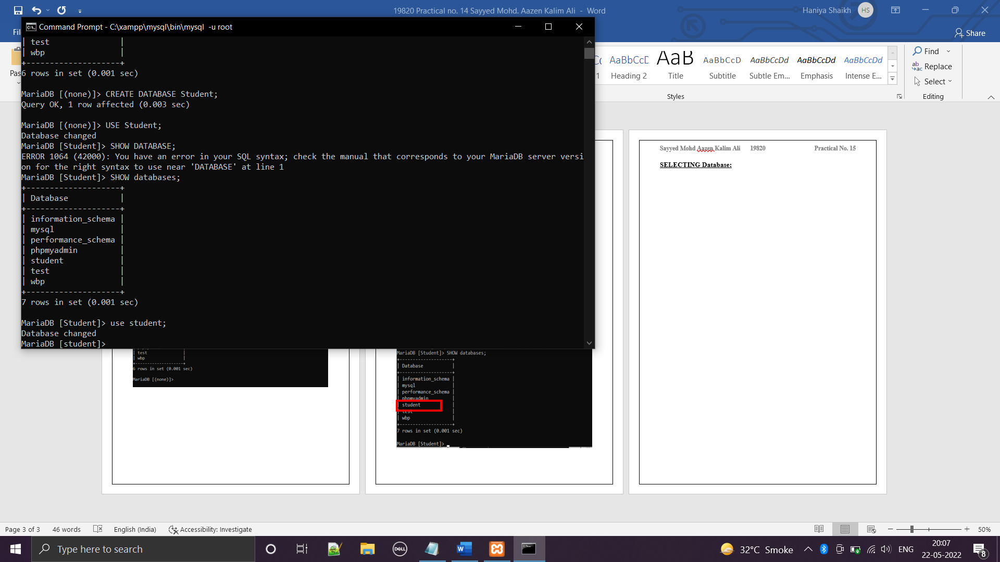 19820 Practical no. 14 Sayyed Mohd. Aazen Kalim Ali - Word
Haniya Shaikh HS
Command Prompt - C:\xampp\mysql\bin\mysql -u root
Fil
Share
| test |
| wbp |
+--------------------+
6 rows in set (0.001 sec)
MariaDB [(none)]> CREATE DATABASE Student;
Query OK, 1 row affected (0.003 sec)
MariaDB [(none)]> USE Student;
Database changed
MariaDB [Student]> SHOW DATABASE;
ERROR 1064 (42000): You have an error in your SQL syntax; check the manual that corresponds to your MariaDB server versi
on for the right syntax to use near 'DATABASE' at line 1
MariaDB [Student]> SHOW databases;
+--------------------+
| Database |
+--------------------+
| information_schema |
| mysql |
| performance_schema |
| phpmyadmin |
| student |
| test |
| wbp |
+--------------------+
7 rows in set (0.001 sec)
MariaDB [Student]> use student;
Database changed
MariaDB [student]>
Pas
AaBbCcD AaB AaBbCcD AaBbCcDd AaBbCcDd AaBbCcDd
1 Heading 2 Title Subtitle Subtle Em... Emphasis Intense E...
Styles
Find
Replace
Select
Editing
| test |
| wbp |
+--------------------+
6 rows in set (0.001 sec)
MariaDB [(none)]>
MariaDB [Student]> SHOW databases;
+--------------------+
| Database |
+--------------------+
| information_schema |
| mysql |
| performance_schema |
| phpmyadmin |
| student |
| test |
| wbp |
+--------------------+
7 rows in set (0.001 sec)
MariaDB [Student]>
Sayyed Mohd Aazen Kalim Ali 19820 Practical No. 15
SELECTING Database:
Page 3 of 3 46 words English (India) Accessibility: Investigate 50%
Type here to search
DELL
32°C Smoke ENG
20:07
22-05-2022
8